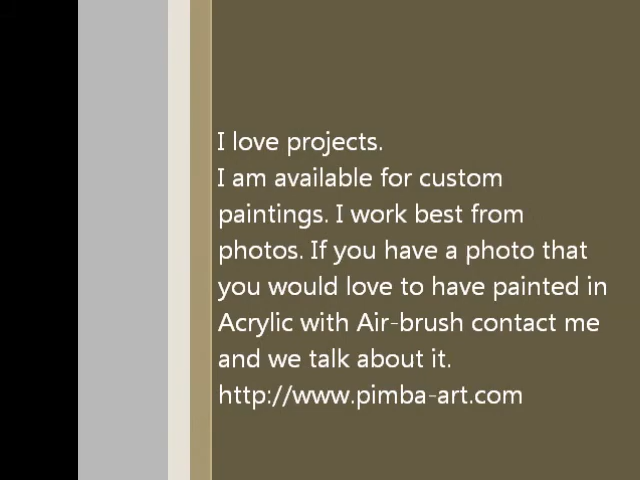 I love projects.
I am available for custom
paintings. I work best from
photos. If you have a photo that
you would love to have painted in
Acrylic with Air-brush contact me
and we talk about it.
http://www.pimba-art.com